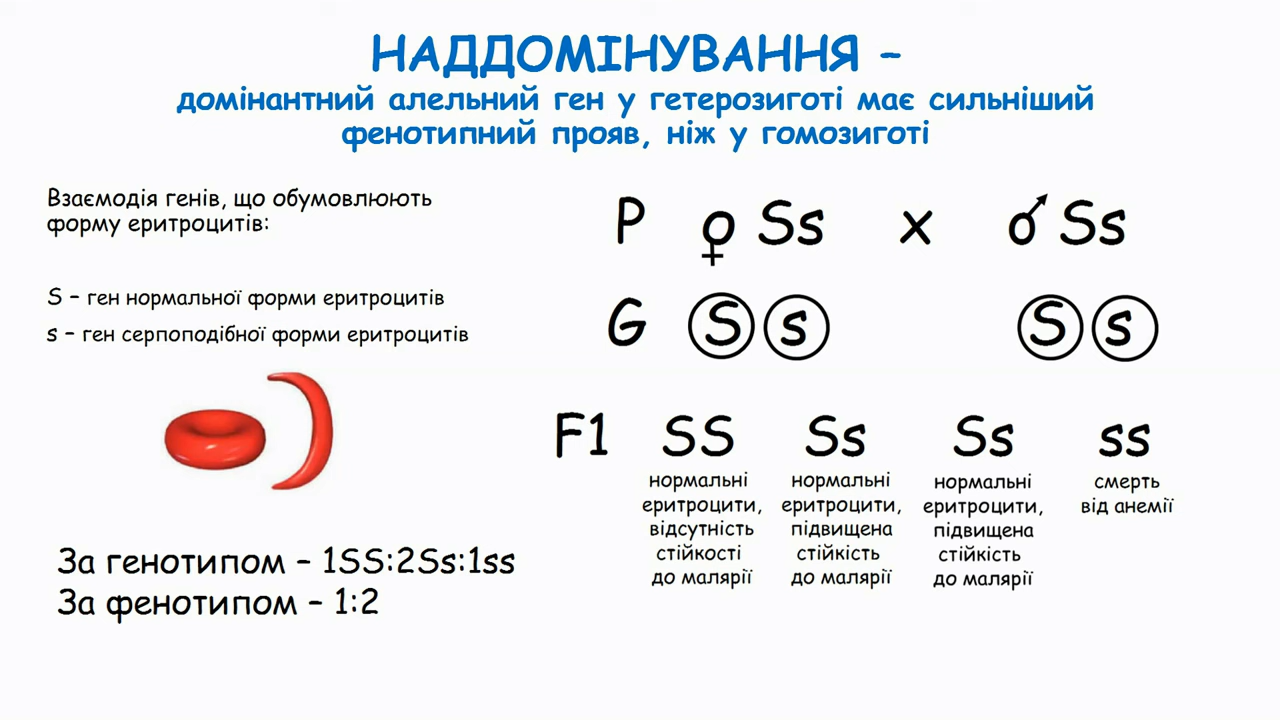 НАДДОМІНУВАННЯ –
домінантний алельний ген у гетерозиготі має сильніший
фенотипний прояв, ніж у гомозиготі
Взаємодія генів, що обумовлюють
форму еритроцитів:
S – ген нормальної форми еритроцитів
s – ген серпоподібної форми еритроцитів
P ♀ Ss x ♂ Ss
G S s S s
F1 SS Ss Ss ss
нормальні
еритроцити,
відсутність
стійкості
до малярії
нормальні
еритроцити,
підвищена
стійкість
до малярії
нормальні
еритроцити,
підвищена
стійкість
до малярії
смерть
від анемії
За генотипом – 1SS:2Ss:1ss
За фенотипом – 1:2